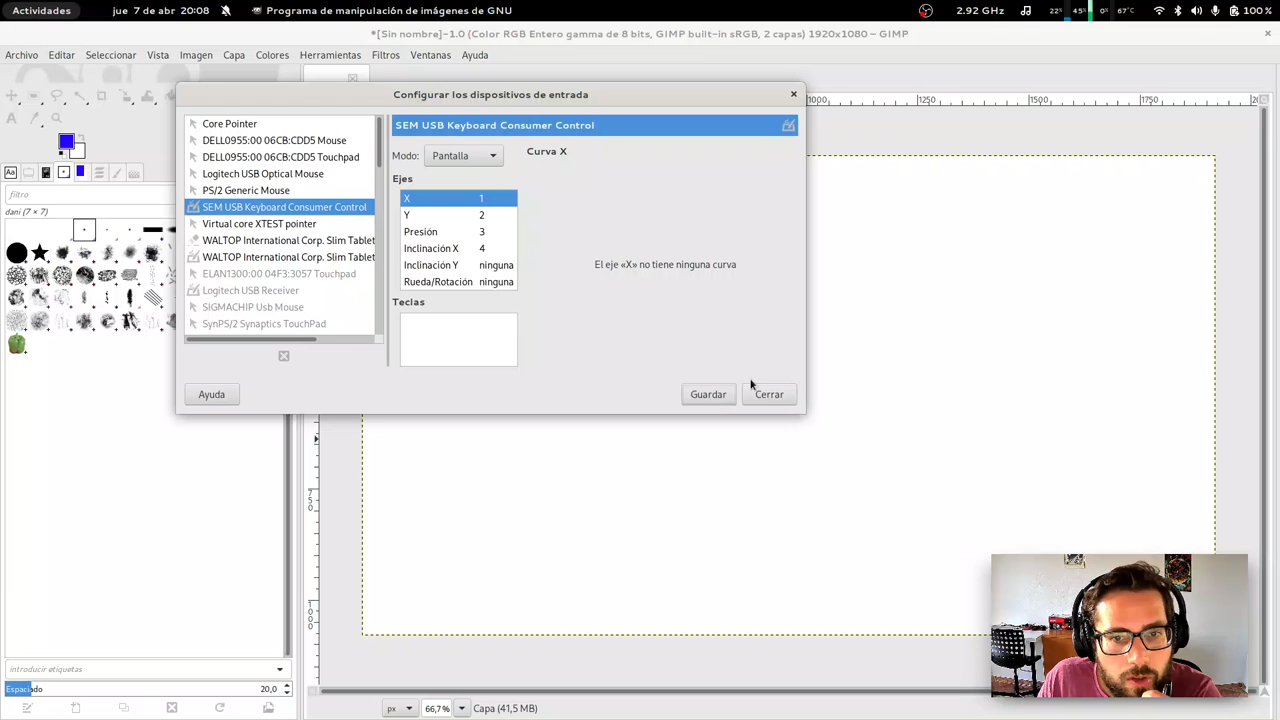 Actividades
jue 7 de abr 20:08
Programa de manipulación de imágenes de GNU
2.92 GHz
22%
45%
0%
67°C
100 %
*[Sin nombre]-1.0 (Color RGB Entero gamma de 8 bits, GIMP built-in sRGB, 2 capas) 1920x1080 – GIMP
Archivo Editar Seleccionar Vista Imagen Capa Colores Herramientas Filtros Ventanas Ayuda
1000 1250 1500 1750
filtro
dani (7 × 7)
Configurar los dispositivos de entrada
Core Pointer
DELL0955:00 06CB:CDD5 Mouse
DELL0955:00 06CB:CDD5 Touchpad
Logitech USB Optical Mouse
PS/2 Generic Mouse
SEM USB Keyboard Consumer Control
Virtual core XTEST pointer
WALTOP International Corp. Slim Tablet
WALTOP International Corp. Slim Tablet
ELAN1300:00 04F3:3057 Touchpad
Logitech USB Receiver
SIGMACHIP Usb Mouse
SynPS/2 Synaptics TouchPad
SEM USB Keyboard Consumer Control
Modo: Pantalla
Curva X
Ejes
X 1
Y 2
Presión 3
Inclinación X 4
Inclinación Y ninguna
Rueda/Rotación ninguna
El eje «X» no tiene ninguna curva
Teclas
Ayuda
Guardar
Cerrar
750
1000
introducir etiquetas
Espaciado 20,0
px
66,7%
Capa (41,5 MB)